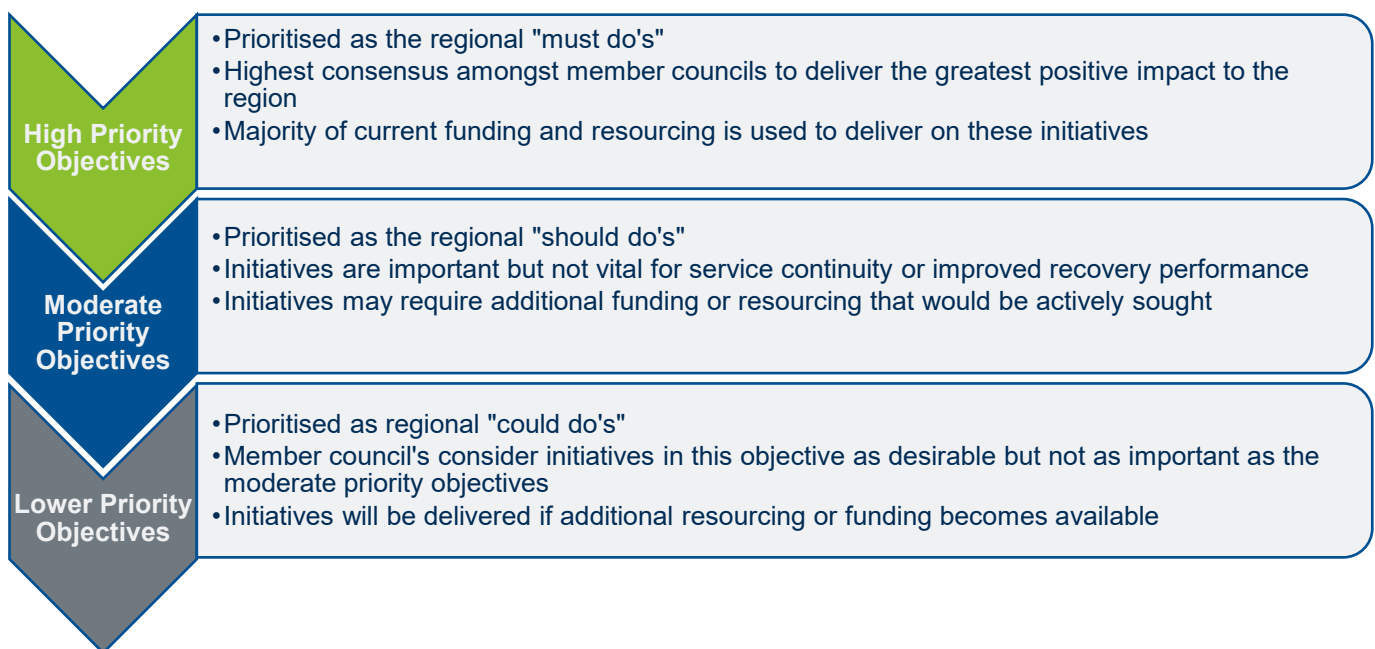 High Priority
Objectives
•Prioritised as the regional "must do's"
•Highest consensus amongst member councils to deliver the greatest positive impact to the
region
•Majority of current funding and resourcing is used to deliver on these initiatives
Moderate
Priority
Objectives
•Prioritised as the regional "should do's"
•Initiatives are important but not vital for service continuity or improved recovery performance
•Initiatives may require additional funding or resourcing that would be actively sought
Lower Priority
Objectives
•Prioritised as regional "could do's"
•Member council's consider initiatives in this objective as desirable but not as important as the
moderate priority objectives
•Initiatives will be delivered if additional resourcing or funding becomes available